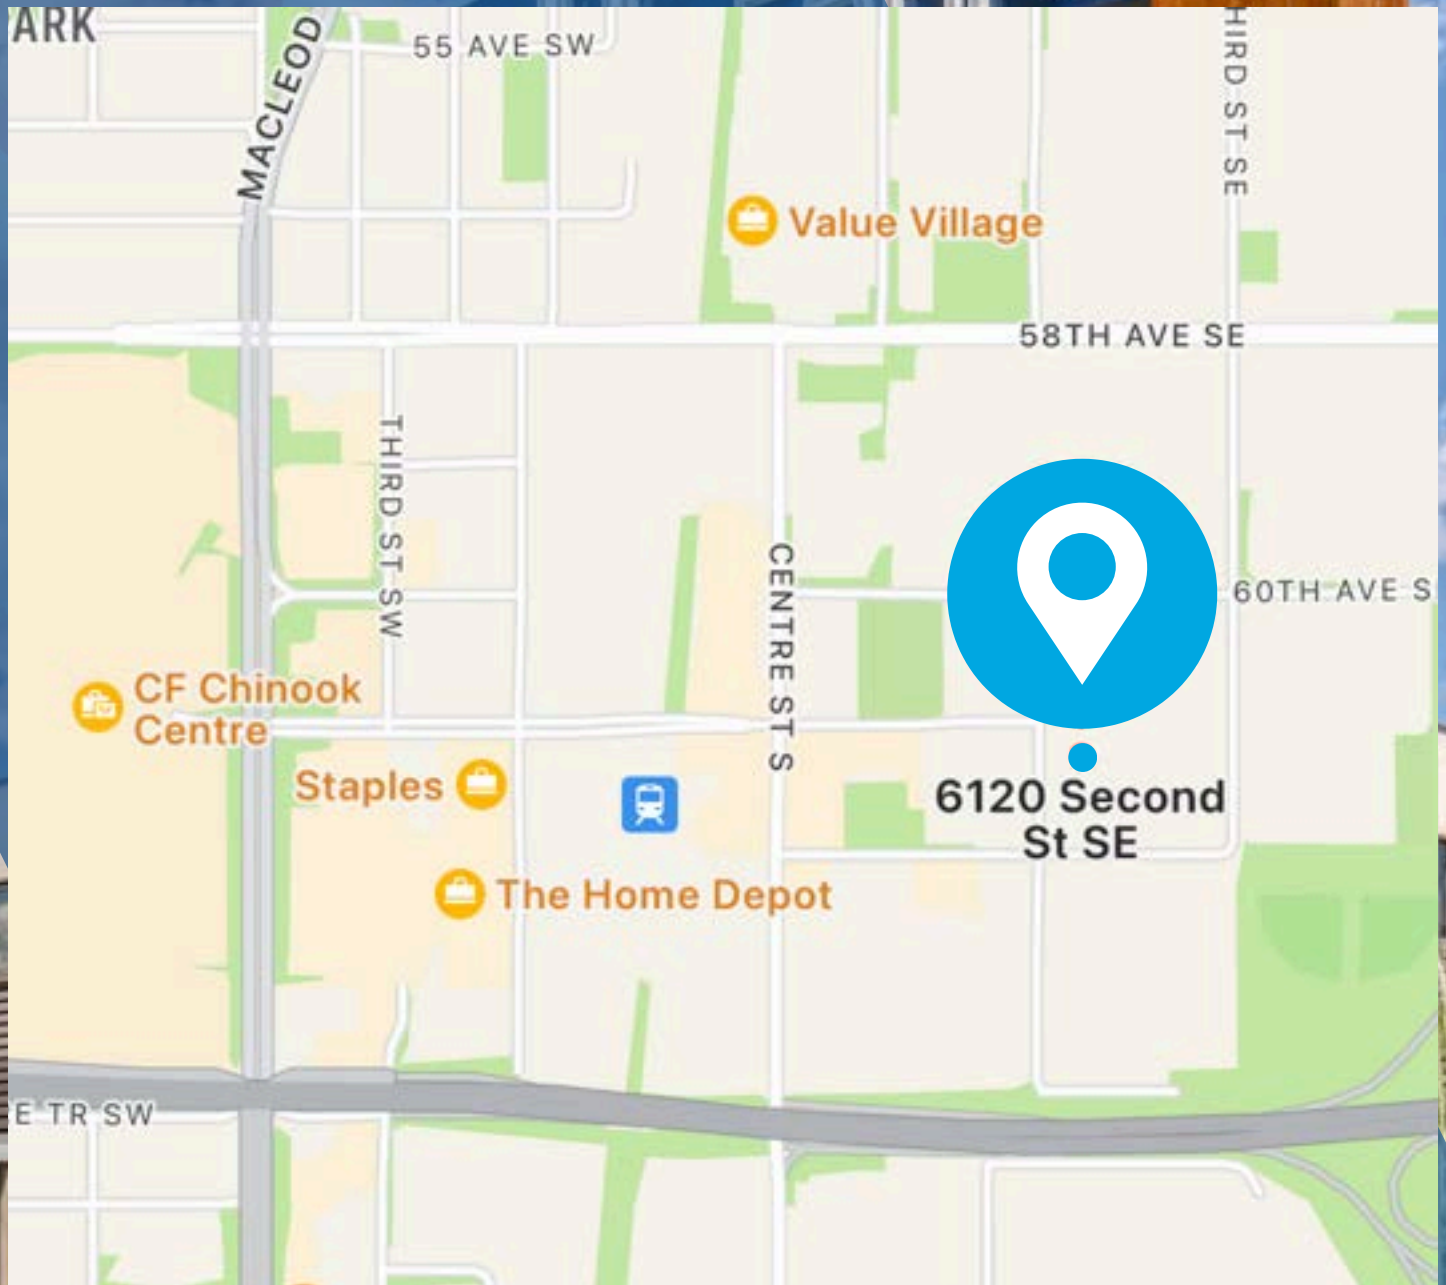 ARK
55 AVE SW
MACLEOD
HIRD ST SE
Value Village
58TH AVE SE
THIRD ST SW
CENTRE ST S
60TH AVE S
CF Chinook
Centre
Staples
6120 Second
St SE
The Home Depot
E TR SW